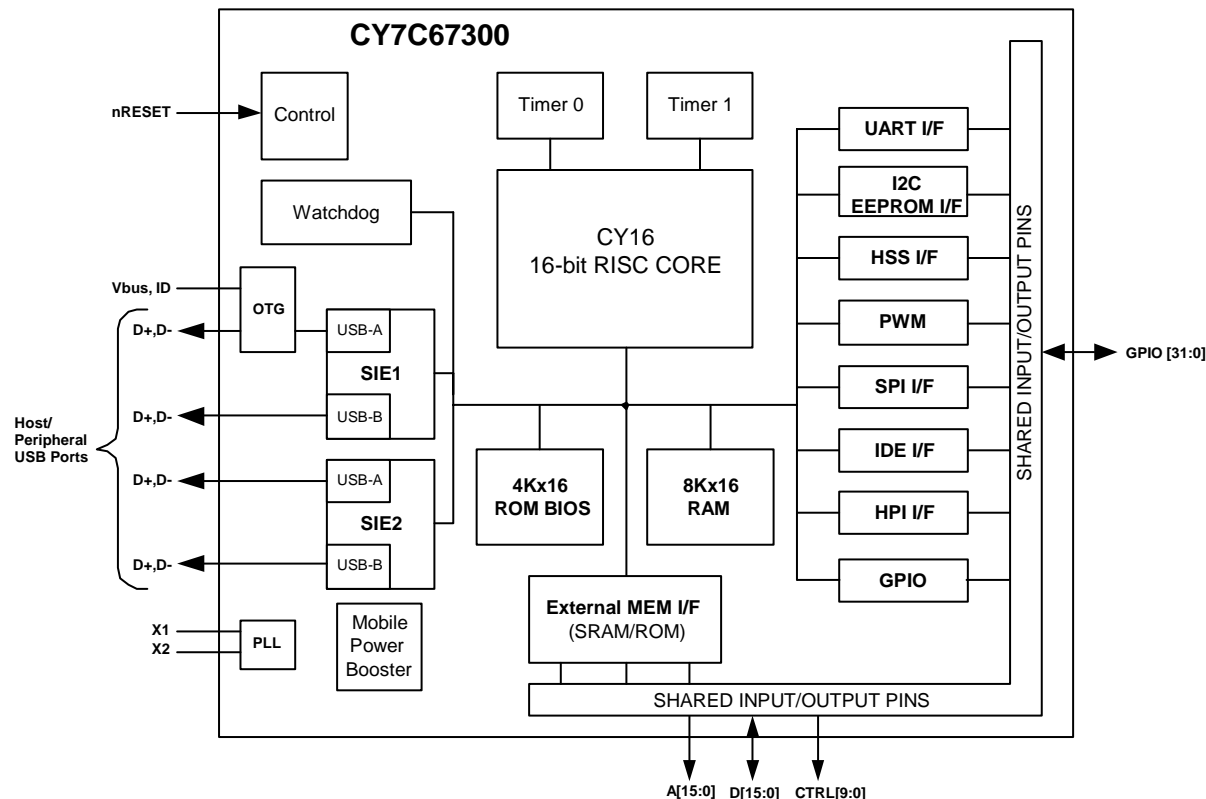 CY7C67300
nRESET
Control
Timer 0
Timer 1
UART I/F
Watchdog
I2C
EEPROM I/F
CY16
16-bit RISC CORE
HSS I/F
Vbus, ID
OTG
D+,D-
USB-A
PWM
SHARED INPUT/OUTPUT PINS
GPIO [31:0]
SIE1
SPI I/F
D+,D-
USB-B
Host/
Peripheral
USB Ports
IDE I/F
D+,D-
USB-A
4Kx16
ROM BIOS
8Kx16
RAM
SIE2
HPI I/F
D+,D-
USB-B
GPIO
External MEM I/F
(SRAM/ROM)
X1
X2
PLL
Mobile
Power
Booster
SHARED INPUT/OUTPUT PINS
A[15:0]
D[15:0]
CTRL[9:0]